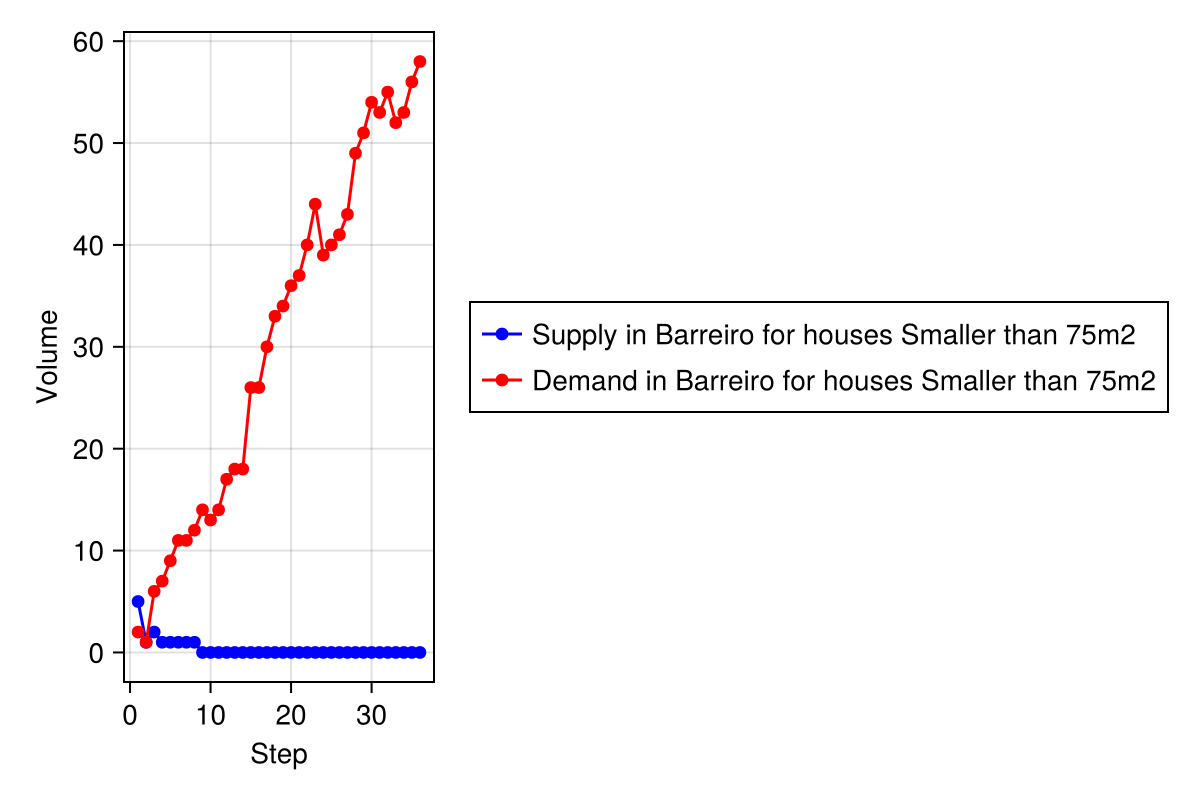 60
50
40
30
20
10
0
Volume
0 10 20 30
Step
Supply in Barreiro for houses Smaller than 75m2
Demand in Barreiro for houses Smaller than 75m2